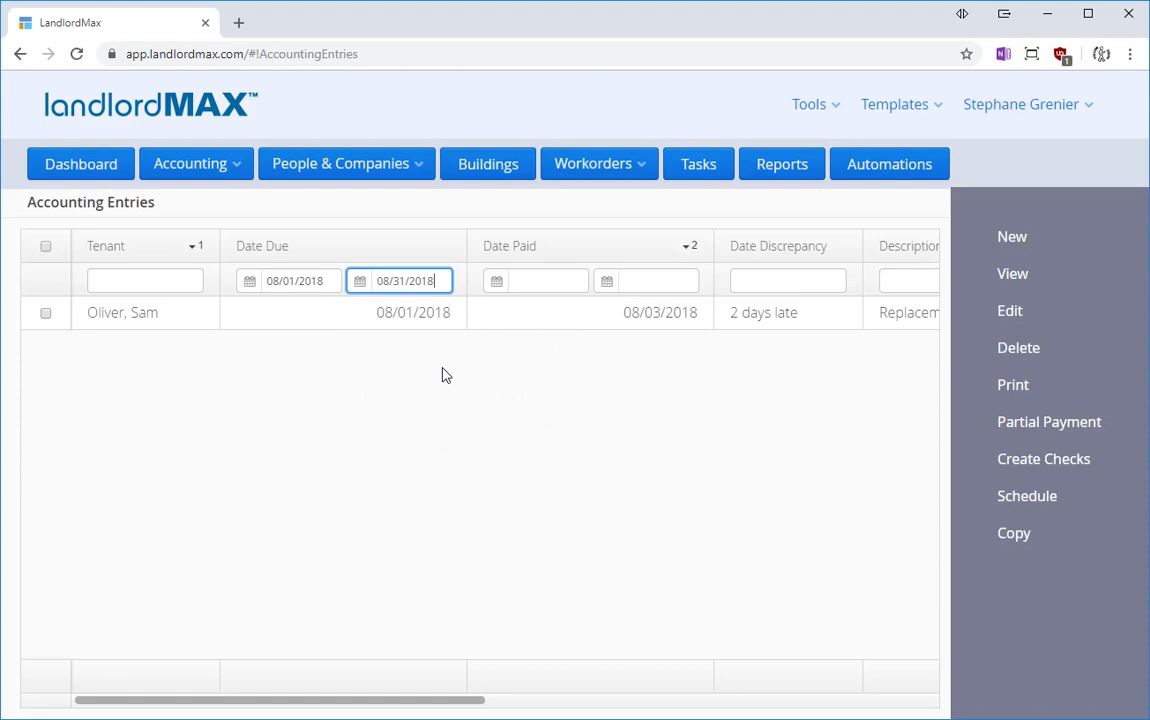 LandlordMax
app.landlordmax.com/#!AccountingEntries
1
landlordMAX™
Tools Templates Stephane Grenier
Dashboard Accounting People & Companies Buildings Workorders Tasks Reports Automations
Accounting Entries
Tenant 1 Date Due Date Paid 2 Date Discrepancy Description
08/01/2018 08/31/2018
Oliver, Sam 08/01/2018 08/03/2018 2 days late Replacem
New
View
Edit
Delete
Print
Partial Payment
Create Checks
Schedule
Copy